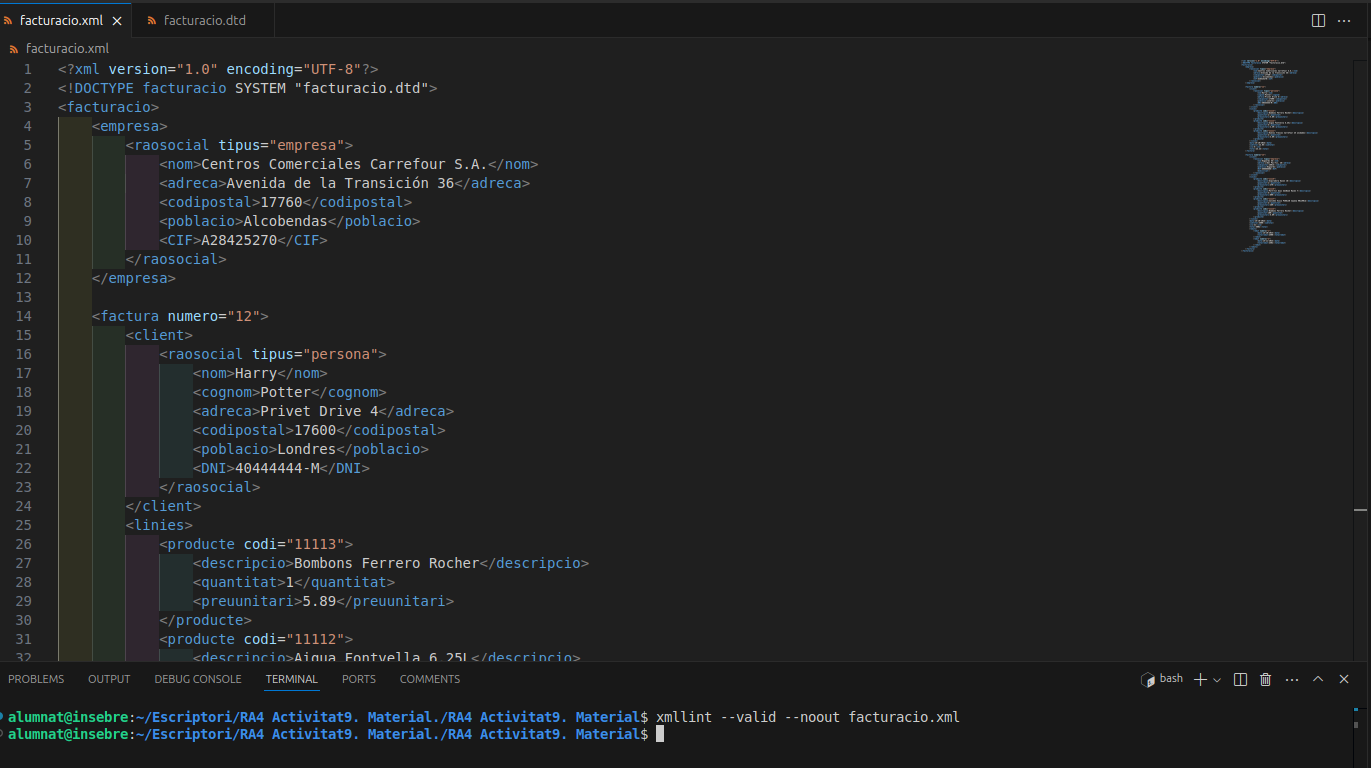 facturacio.xml
facturacio.dtd
facturacio.xml
1 <?xml version="1.0" encoding="UTF-8"?>
2 <!DOCTYPE facturacio SYSTEM "facturacio.dtd">
3 <facturacio>
4 <empresa>
5 <raosocial tipus="empresa">
6 <nom>Centros Comerciales Carrefour S.A.</nom>
7 <adreca>Avenida de la Transición 36</adreca>
8 <codipostal>17760</codipostal>
9 <poblacio>Alcobendas</poblacio>
10 <CIF>A28425270</CIF>
11 </raosocial>
12 </empresa>
13
14 <factura numero="12">
15 <client>
16 <raosocial tipus="persona">
17 <nom>Harry</nom>
18 <cognom>Potter</cognom>
19 <adreca>Privet Drive 4</adreca>
20 <codipostal>17600</codipostal>
21 <poblacio>Londres</poblacio>
22 <DNI>40444444-M</DNI>
23 </raosocial>
24 </client>
25 <linies>
26 <producte codi="11113">
27 <descripcio>Bombons Ferrero Rocher</descripcio>
28 <quantitat>1</quantitat>
29 <preuunitari>5.89</preuunitari>
30 </producte>
31 <producte codi="11112">
32 <descripcio>Aigua Fontvella 6.25L</descripcio>
PROBLEMS OUTPUT DEBUG CONSOLE TERMINAL PORTS COMMENTS bash
alumnat@insebre:~/Escriptori/RA4 Activitat9. Material./RA4 Activitat9. Material$ xmllint --valid --noout facturacio.xml
alumnat@insebre:~/Escriptori/RA4 Activitat9. Material./RA4 Activitat9. Material$